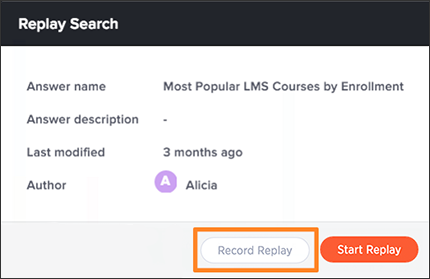 Replay Search
Answer name Most Popular LMS Courses by Enrollment
Answer description -
Last modified 3 months ago
Author A Alicia
Record Replay Start Replay